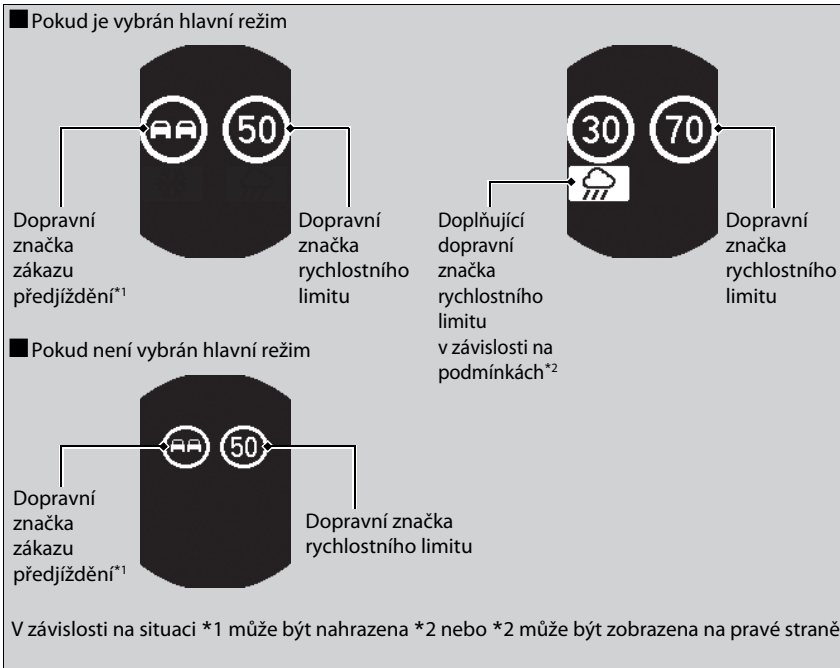 Pokud je vybrán hlavní režim
50
30
70
Dopravní
značka
zákazu
předjíždění*1
Dopravní
značka
rychlostního
limitu
Doplňující
dopravní
značka
rychlostního
limitu
v závislosti na
podmínkách*2
Dopravní
značka
rychlostního
limitu
Pokud není vybrán hlavní režim
50
Dopravní
značka
zákazu
předjíždění*1
Dopravní značka
rychlostního limitu
V závislosti na situaci *1 může být nahrazena *2 nebo *2 může být zobrazena na pravé straně